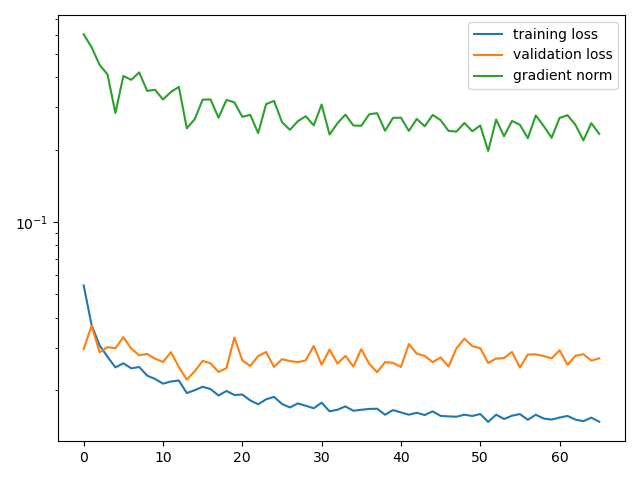 training loss
validation loss
gradient norm
10⁻¹
0 10 20 30 40 50 60